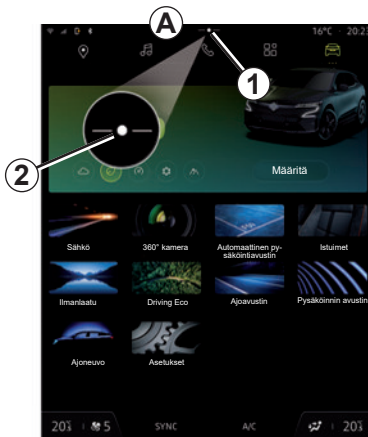 A
16°C 20:23
1
2
Määritä
Sähkö
360° kamera
Automaattinen py-
säköintiavustin
Istuimet
Ilmanlaatu
Driving Eco
Ajoavustin
Pysäköinnin avustin
Ajoneuvo
Asetukset
5
SYNC
A/C